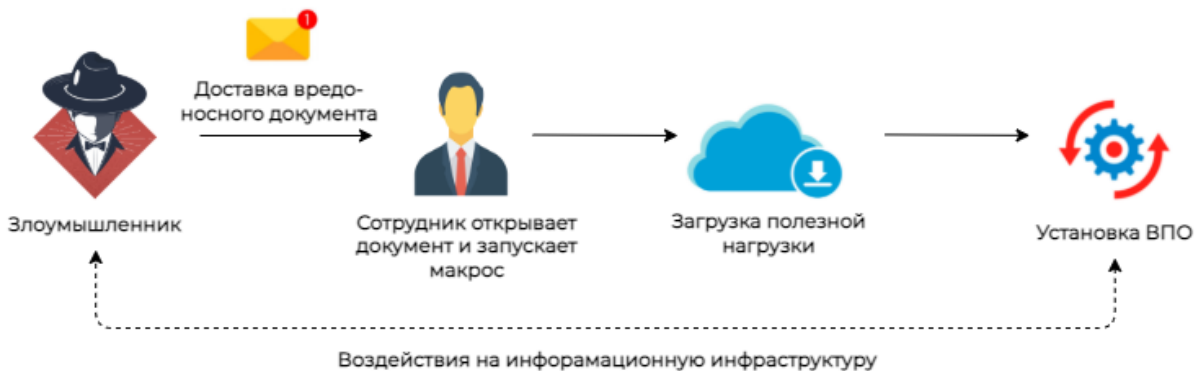 1
Доставка вредо-
носного документа
Злоумышленник
Сотрудник открывает
документ и запускает
макрос
Загрузка полезной
нагрузки
Установка ВПО
Воздействия на инфорамационную инфраструктуру